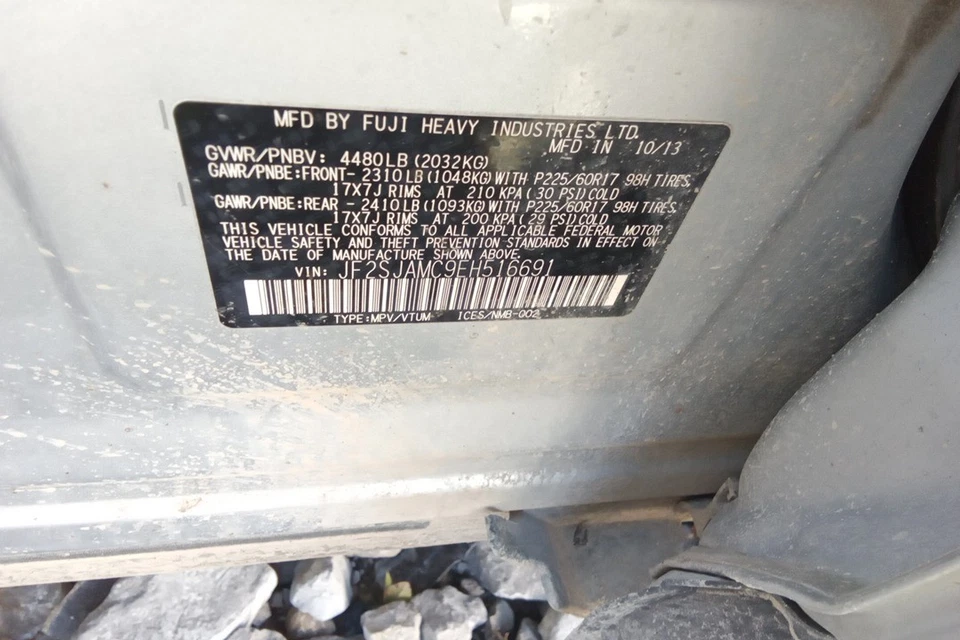 MFD BY FUJI HEAVY INDUSTRIES LTD.
MFD IN 10/13
GVWR/PNBV: 4480LB(2032KG)
GAWR/PNBE:FRONT- 2310LB(1048KG)WITH P225/60R17 98H TIRES.
17X7J RIMS AT 210 KPA(30 PSI)COLD
GAWR/PNBE:REAR - 2410LB(1093KG)WITH P225/60R17 98H TIRES.
17X7J RIMS AT 200 KPA(29 PSI)COLD
THIS VEHICLE CONFORMS TO ALL APPLICABLE FEDERAL MOTOR
VEHICLE SAFETY AND THEFT PREVENTION STANDARDS IN EFFECT ON
THE DATE OF MANUFACTURE SHOWN ABOVE.
VIN: JF2SJAMC9EH516691
TYPE:MPV/VTUM ICES/NMB-002